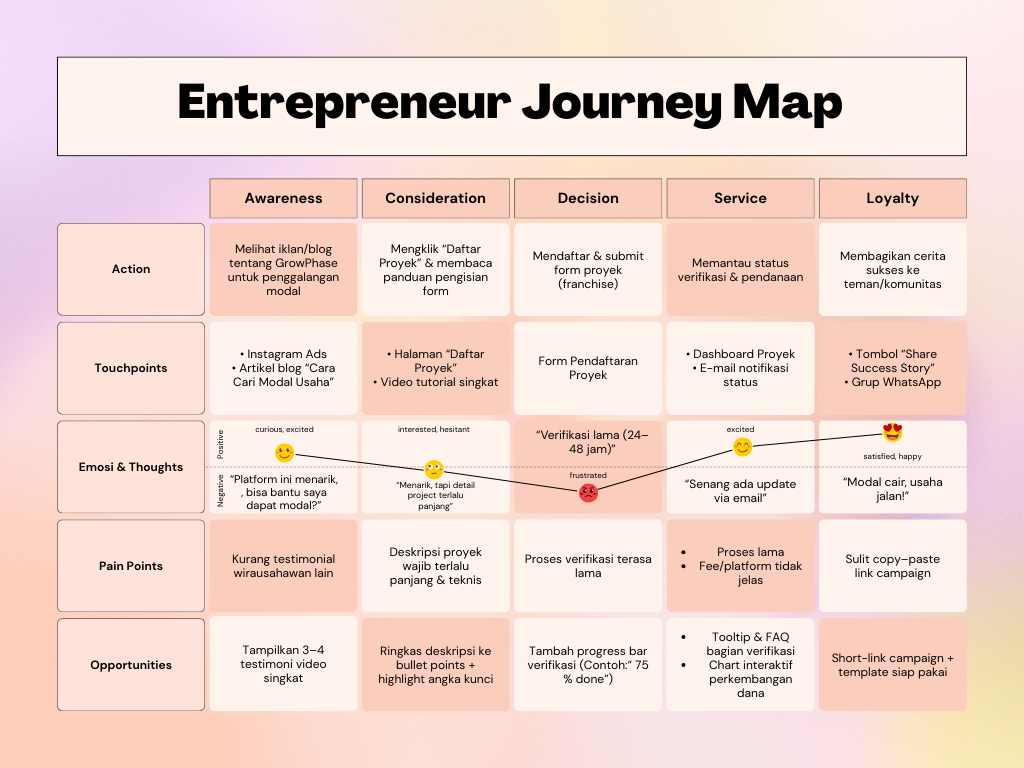 Entrepreneur Journey Map
Awareness
Consideration
Decision
Service
Loyalty
Action
Melihat iklan/blog
tentang GrowPhase
untuk penggalangan
modal
Mengklik “Daftar
Proyek” & membaca
panduan pengisian
form
Mendaftar & submit
form proyek
(franchise)
Memantau status
verifikasi & pendanaan
Membagikan cerita
sukses ke
teman/komunitas
Touchpoints
• Instagram Ads
• Artikel blog “Cara
Cari Modal Usaha”
• Halaman “Daftar
Proyek”
• Video tutorial singkat
Form Pendaftaran
Proyek
• Dashboard Proyek
• E-mail notifikasi
status
• Tombol “Share
Success Story”
• Grup WhatsApp
Emosi & Thoughts
Positive
Negative
curious, excited
“Platform ini menarik,
, bisa bantu saya
dapat modal?”
interested, hesitant
“Menarik, tapi detail
project terlalu
panjang”
“Verifikasi lama (24–
48 jam)”
frustrated
excited
“Senang ada update
via email”
satisfied, happy
“Modal cair, usaha
jalan!”
Pain Points
Kurang testimonial
wirausahawan lain
Deskripsi proyek
wajib terlalu
panjang & teknis
Proses verifikasi terasa
lama
• Proses lama
• Fee/platform tidak
jelas
Sulit copy–paste
link campaign
Opportunities
Tampilkan 3–4
testimoni video
singkat
Ringkas deskripsi ke
bullet points +
highlight angka kunci
Tambah progress bar
verifikasi (Contoh:“ 75
% done”)
• Tooltip & FAQ
bagian verifikasi
• Chart interaktif
perkembangan
dana
Short-link campaign +
template siap pakai